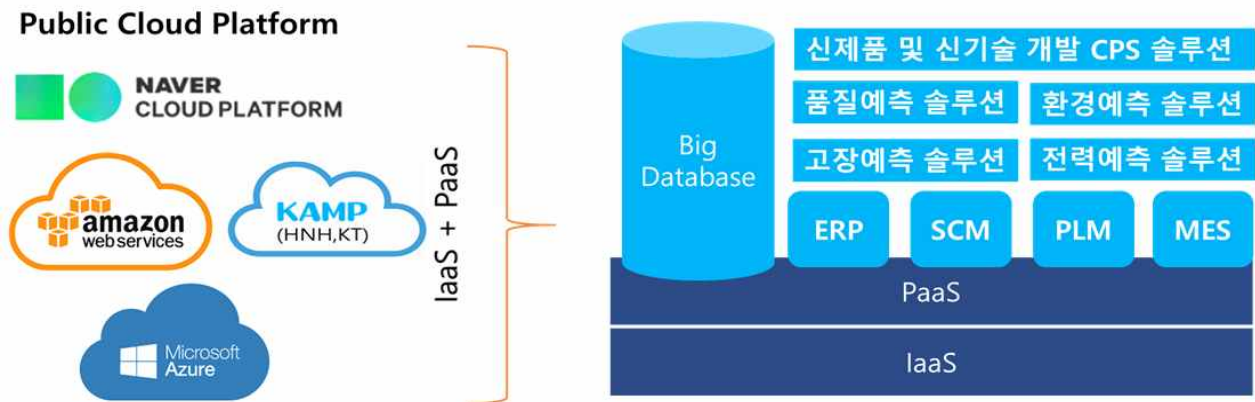 Public Cloud Platform
NAVER
CLOUD PLATFORM
amazon
webservices
KAMP
(HNH,KT)
Microsoft
Azure
IaaS + PaaS
Big
Database
신제품 및 신기술 개발 CPS 솔루션
품질예측 솔루션
환경예측 솔루션
고장예측 솔루션
전력예측 솔루션
ERP
SCM
PLM
MES
PaaS
IaaS